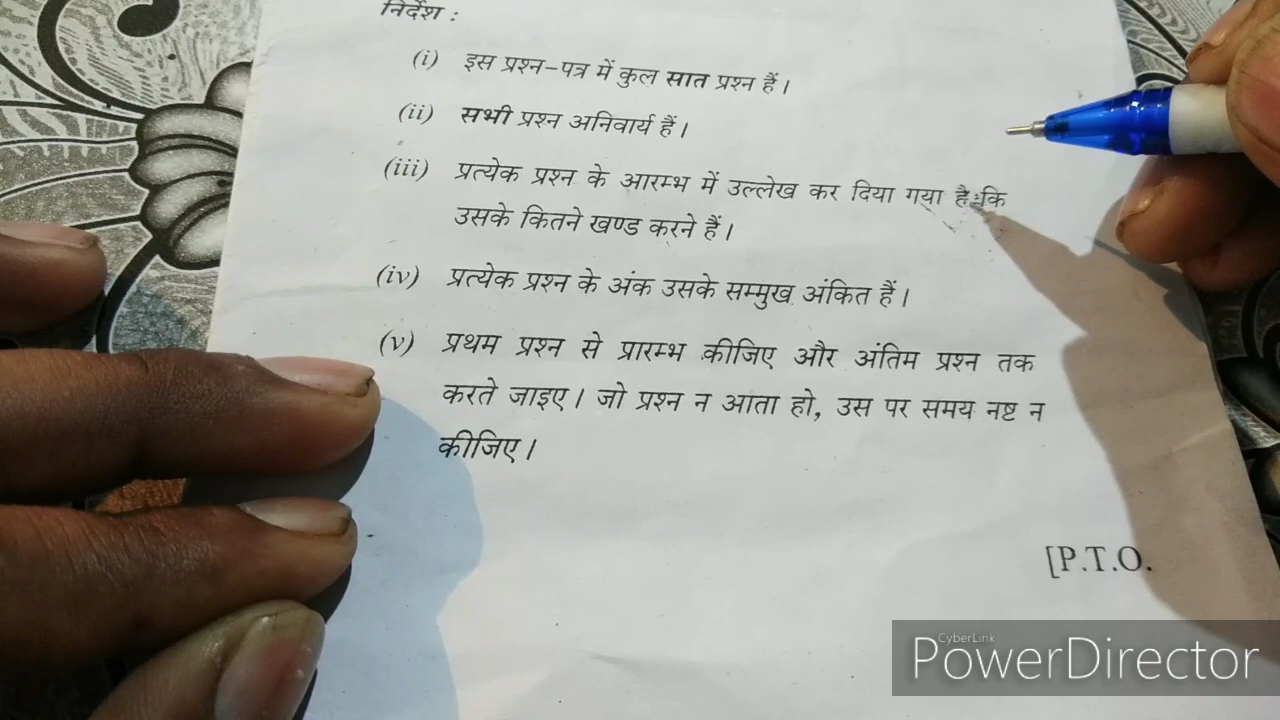 निर्देश :
(i) इस प्रश्न-पत्र में कुल सात प्रश्न हैं।
(ii) सभी प्रश्न अनिवार्य हैं।
(iii) प्रत्येक प्रश्न के आरम्भ में उल्लेख कर दिया गया है कि
उसके कितने खण्ड करने हैं।
(iv) प्रत्येक प्रश्न के अंक उसके सम्मुख अंकित हैं।
(v) प्रथम प्रश्न से प्रारम्भ कीजिए और अंतिम प्रश्न तक
करते जाइए। जो प्रश्न न आता हो, उस पर समय नष्ट न
कीजिए।
[P.T.O.
CyberLink
PowerDirector